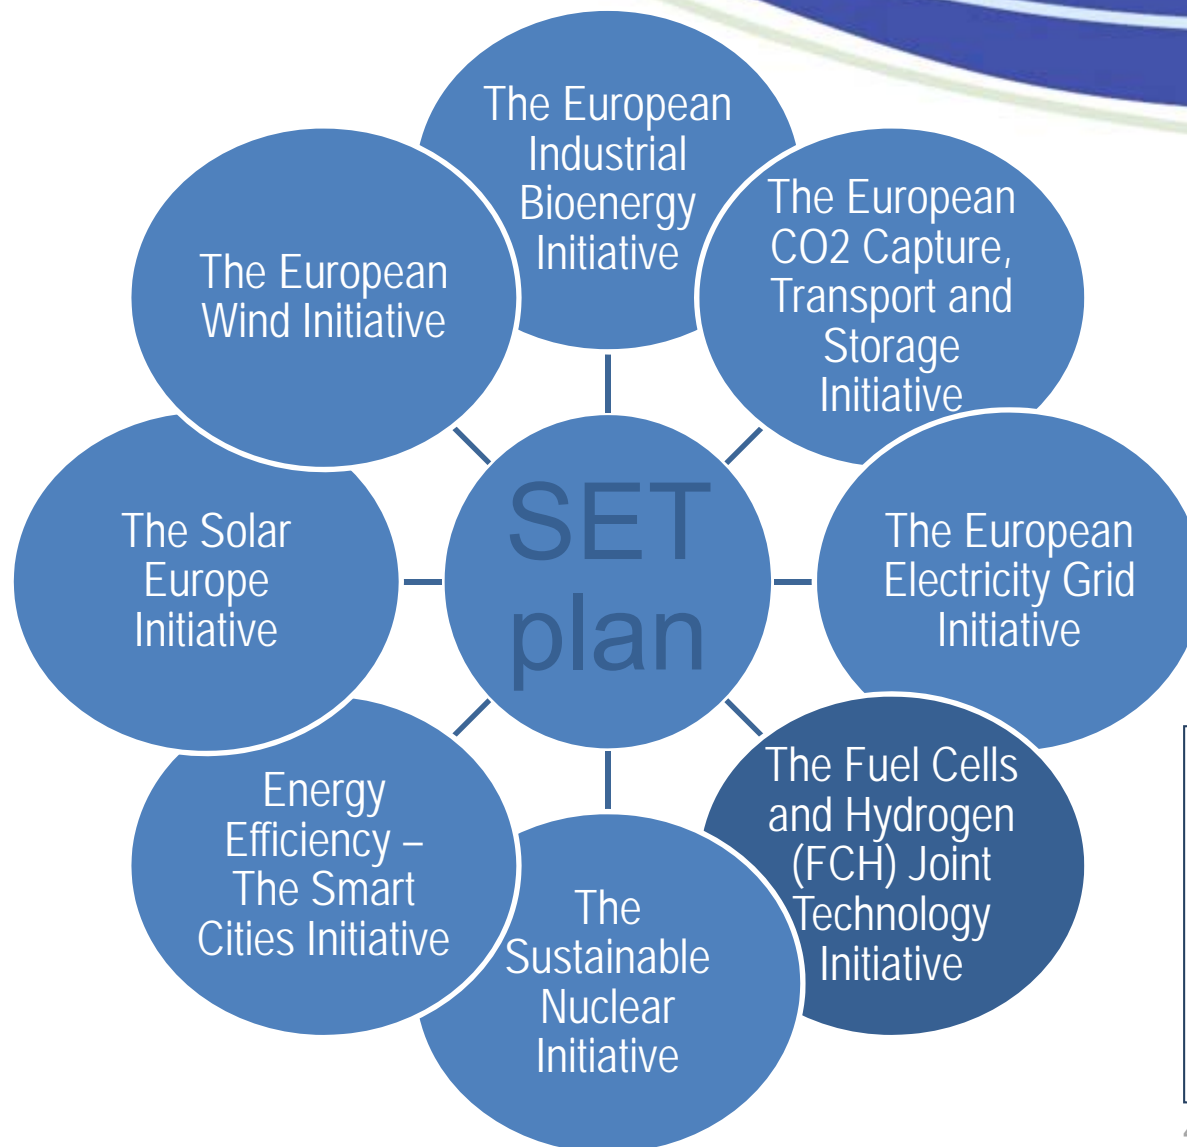 The European
Industrial
Bioenergy
Initiative
The European
CO2 Capture,
Transport and
Storage
Initiative
The European
Electricity Grid
Initiative
The Fuel Cells
and Hydrogen
(FCH) Joint
Technology
Initiative
The
Sustainable
Nuclear
Initiative
Energy
Efficiency –
The Smart
Cities Initiative
The Solar
Europe
Initiative
The European
Wind Initiative
SET
plan